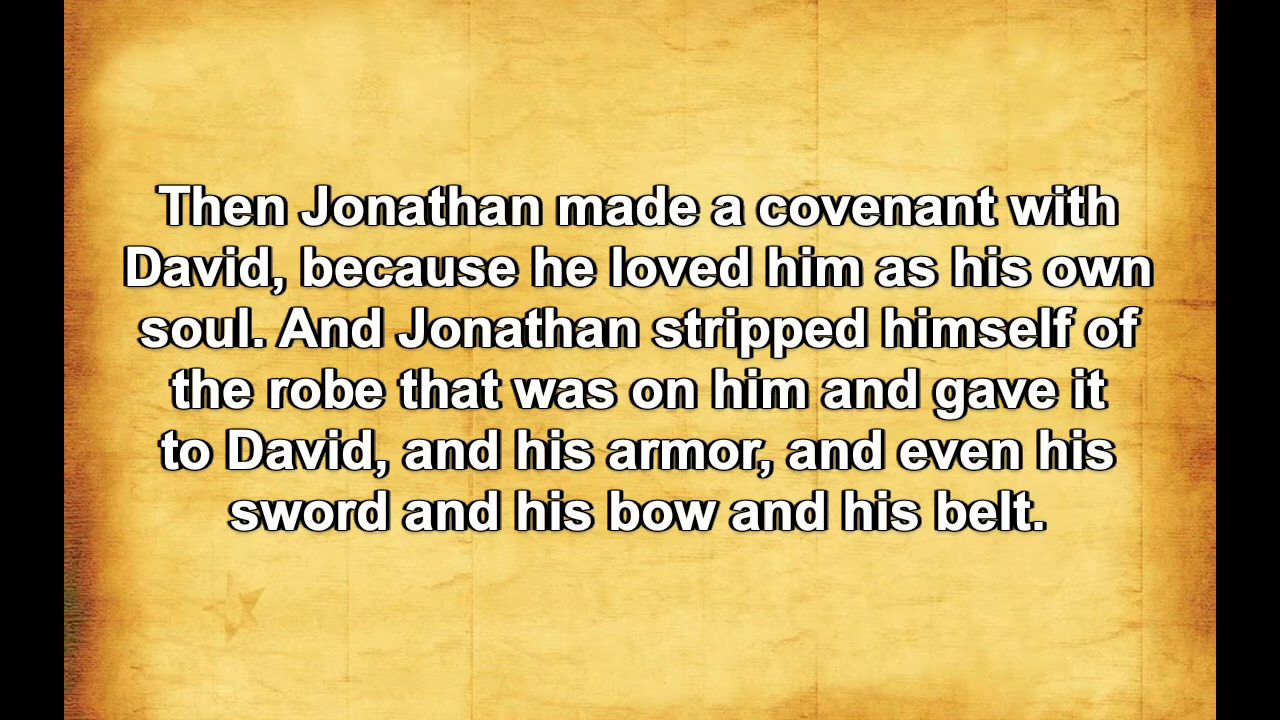 Then Jonathan made a covenant with
David, because he loved him as his own
soul. And Jonathan stripped himself of
the robe that was on him and gave it
to David, and his armor, and even his
sword and his bow and his belt.